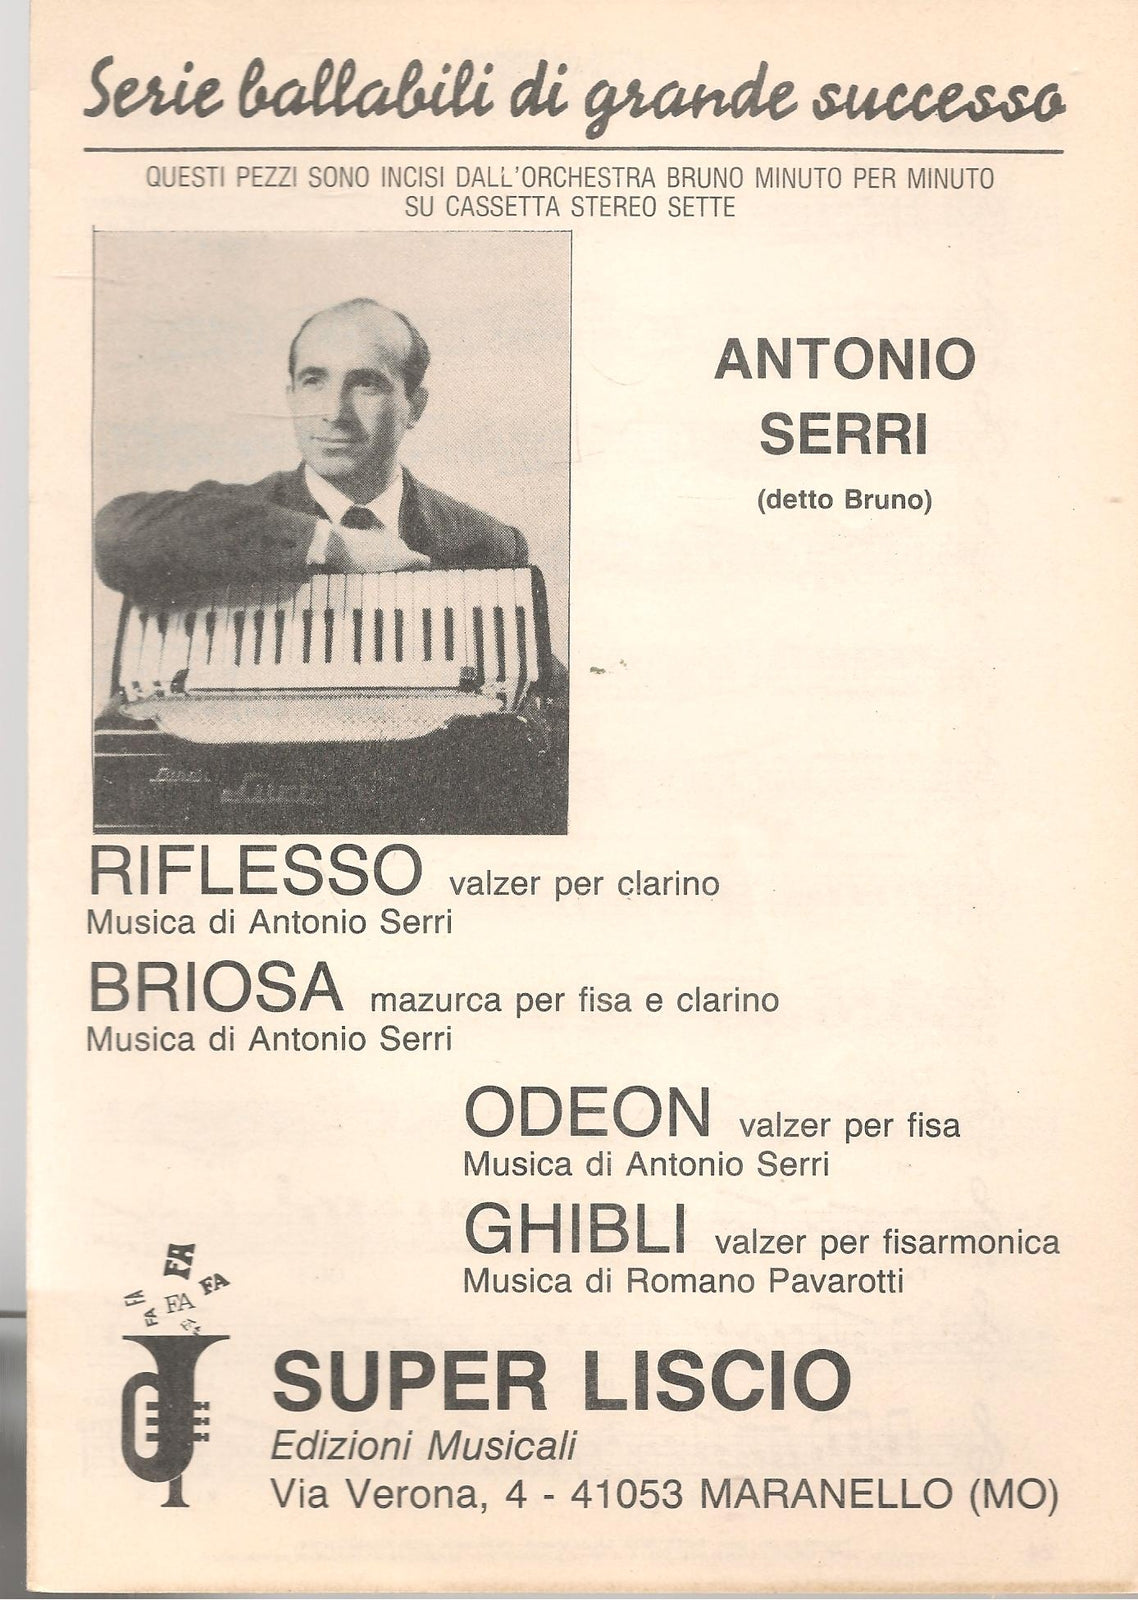 Serie ballabili di grande successo
QUESTI PEZZI SONO INCISI DALL'ORCHESTRA BRUNO MINUTO PER MINUTO
SU CASSETTA STEREO SETTE
ANTONIO
SERRI
(detto Bruno)
RIFLESSO valzer per clarino
Musica di Antonio Serri
BRIOSA mazurca per fisa e clarino
Musica di Antonio Serri
ODEON valzer per fisa
Musica di Antonio Serri
GHIBLI valzer per fisarmonica
Musica di Romano Pavarotti
FA
FA FA FA
FA FA
SUPER LISCIO
Edizioni Musicali
Via Verona, 4 - 41053 MARANELLO (MO)